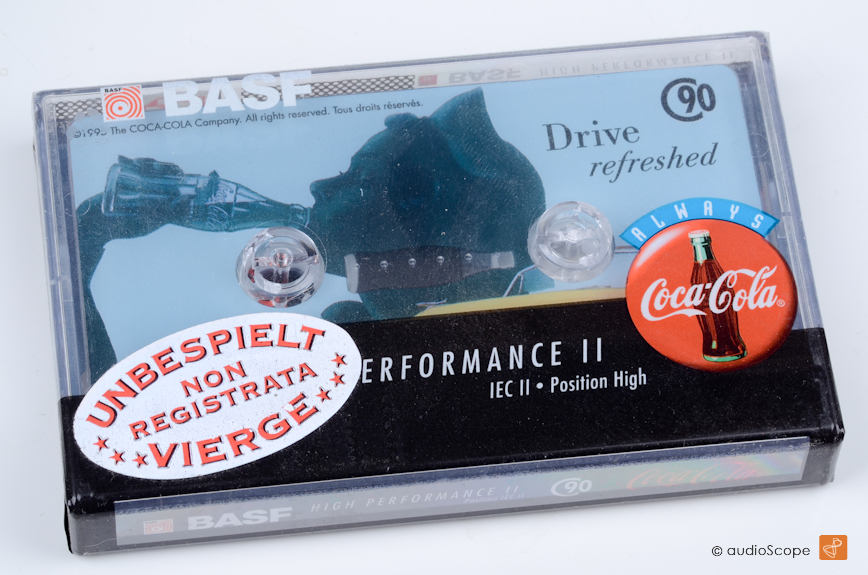 BASF
BASF
HIGH PERFORMANCE II
The COCA-COLA Company. All rights reserved. Tous droits réservés.
C90
Drive
refreshed
ALWAYS
Coca-Cola®
UNBESPIELT
NON
REGISTRATA
VIERGE
ERFORMANCE II
IEC II • Position High
BASF HIGH PERFORMANCE II C90 Coca-Cola
© audioScope